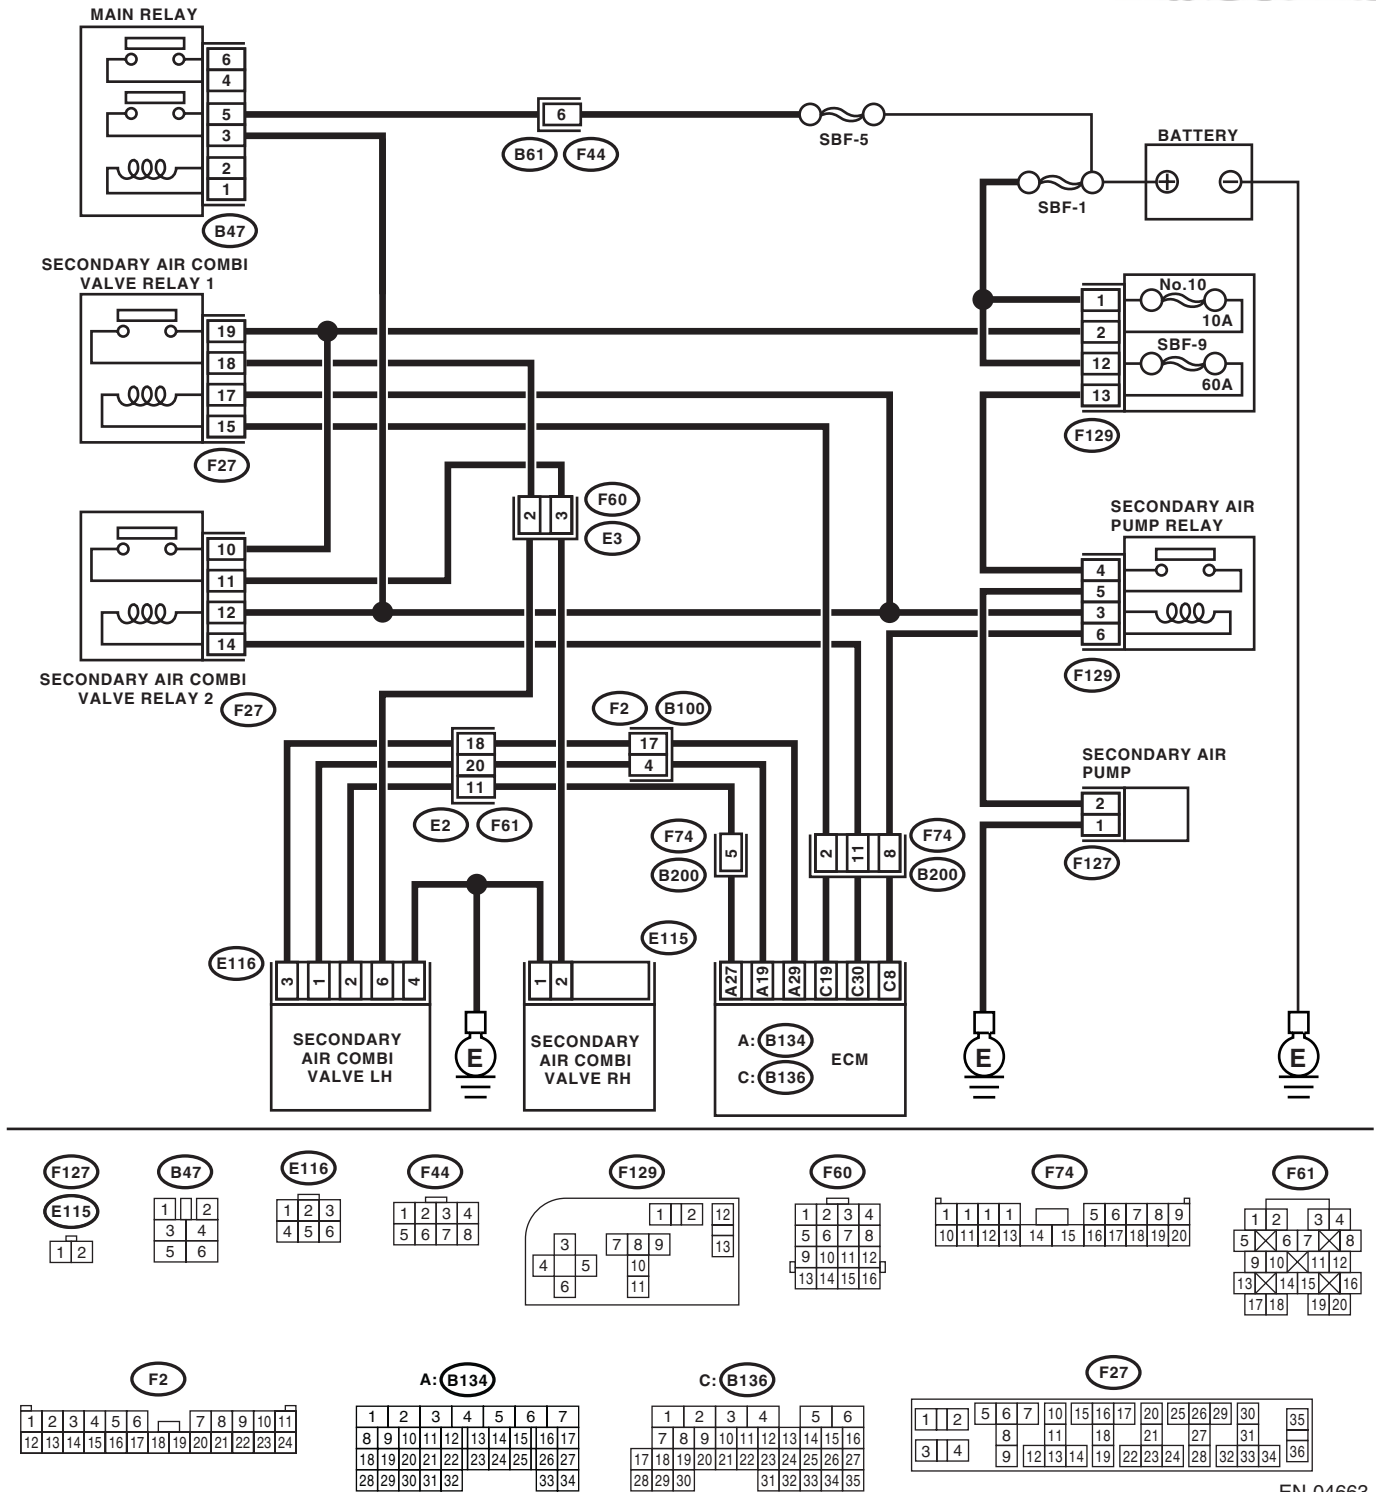 MAIN RELAY
6
4
5
3
2
1
B47
6
B61 F44
SBF-5
BATTERY
SBF-1
SECONDARY AIR COMBI
VALVE RELAY 1
19
18
17
15
F27
No.10
1
10A
2
SBF-9
12
60A
13
F129
2 3
F60
E3
10
11
12
14
SECONDARY AIR COMBI
VALVE RELAY 2
F27
SECONDARY AIR
PUMP RELAY
4
5
3
6
F129
F2 B100
18
20
11
17
4
E2 F61
SECONDARY AIR
PUMP
2
1
F127
F74
5
B200
2 11 8
F74
B200
E116
3 1 2 6 4
SECONDARY
AIR COMBI
VALVE LH
E
1 2
SECONDARY
AIR COMBI
VALVE RH
E115
A27 A19 A29 C19 C30 C8
A: B134
ECM
C: B136
E
E
F127
E115
1 2
B47
1 2
3 4
5 6
E116
1 2 3
4 5 6
F44
1 2 3 4
5 6 7 8
F129
1 2 12
3 7 8 9 13
4 5 10
6 11
F60
1 2 3 4
5 6 7 8
9 10 11 12
13 14 15 16
F74
1 1 1 1 5 6 7 8 9
10 11 12 13 14 15 16 17 18 19 20
F61
1 2 3 4
5 6 7 8
9 10 11 12
13 14 15 16
17 18 19 20
F2
1 2 3 4 5 6 7 8 9 10 11
12 13 14 15 16 17 18 19 20 21 22 23 24
A: B134
1 2 3 4 5 6 7
8 9 10 11 12 13 14 15 16 17
18 19 20 21 22 23 24 25 26 27
28 29 30 31 32 33 34
C: B136
1 2 3 4 5 6
7 8 9 10 11 12 13 14 15 16
17 18 19 20 21 22 23 24 25 26 27
28 29 30 31 32 33 34 35
F27
1 2 5 6 7 10 15 16 17 20 25 26 29 30 35
8 11 18 21 27 31
3 4 9 12 13 14 19 22 23 24 28 32 33 34 36
EN-04663